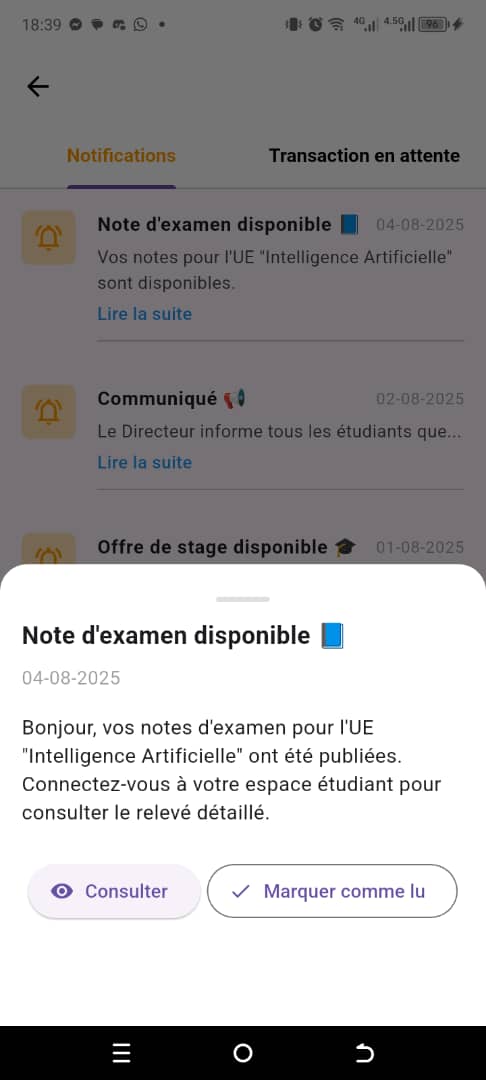 18:39 4G 4.5G 96
Notifications Transaction en attente
Note d'examen disponible 📘 04-08-2025
Vos notes pour l'UE "Intelligence Artificielle"
sont disponibles.
Lire la suite
Communiqué 📢 02-08-2025
Le Directeur informe tous les étudiants que...
Lire la suite
Offre de stage disponible 🎓 01-08-2025
Note d'examen disponible 📘
04-08-2025
Bonjour, vos notes d'examen pour l'UE
"Intelligence Artificielle" ont été publiées.
Connectez-vous à votre espace étudiant pour
consulter le relevé détaillé.
Consulter Marquer comme lu